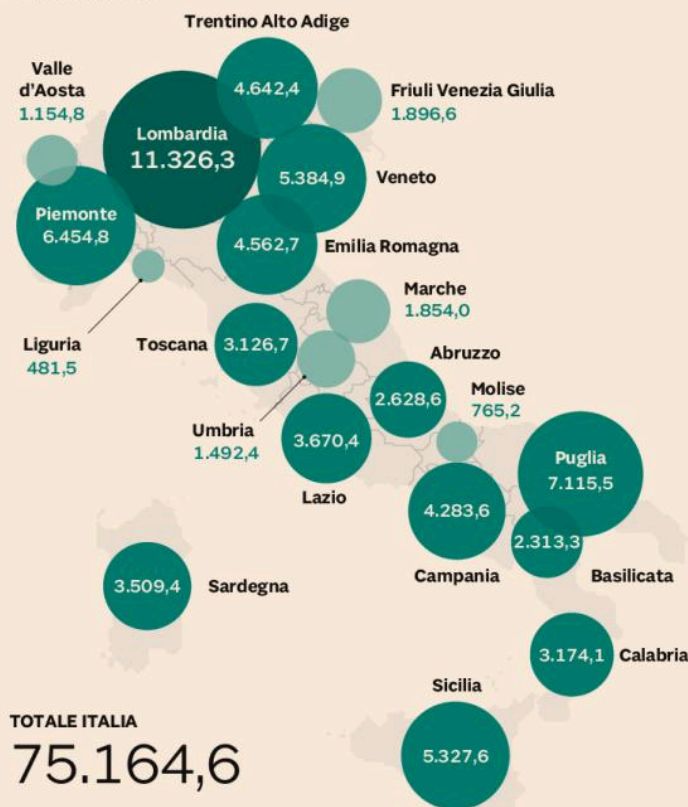 Trentino Alto Adige
4.642,4
Valle
d'Aosta
1.154,8
Friuli Venezia Giulia
1.896,6
Lombardia
11.326,3
5.384,9
Veneto
Piemonte
6.454,8
4.562,7
Emilia Romagna
Marche
1.854,0
Liguria
481,5
Toscana
3.126,7
Abruzzo
2.628,6
Molise
765,2
Umbria
1.492,4
3.670,4
Lazio
Puglia
7.115,5
4.283,6
Campania
2.313,3
Basilicata
3.509,4
Sardegna
3.174,1
Calabria
Sicilia
5.327,6
TOTALE ITALIA
75.164,6